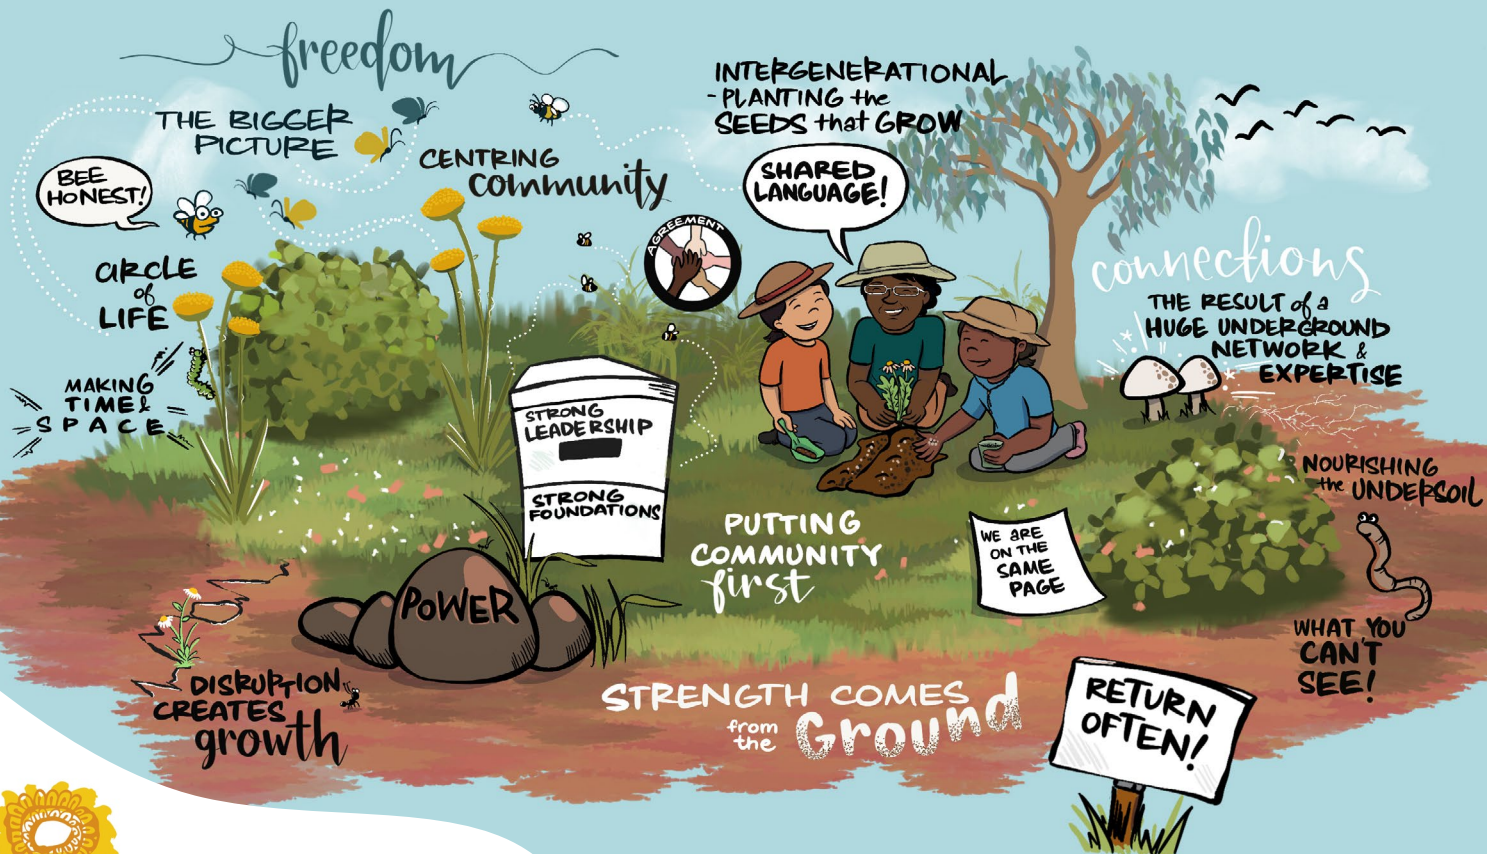 freedom
THE BIGGER
PICTURE
BEE
HONEST!
CENTRING
community
INTERGENERATIONAL
- PLANTING the
SEEDS that GROW
SHARED
LANGUAGE!
AGREEMENT
CIRCLE
of
LIFE
MAKING
TIME &
SPACE
connections
THE RESULT of a
HUGE UNDERGROUND
NETWORK &
EXPERTISE
STRONG
LEADERSHIP
STRONG
FOUNDATIONS
NOURISHING
the UNDERSOIL
PUTTING
COMMUNITY
first
WE ARE
ON THE
SAME
PAGE
POWER
WHAT YOU
CAN'T
SEE!
DISRUPTION
CREATES
growth
STRENGTH COMES
from
the Ground
RETURN
OFTEN!